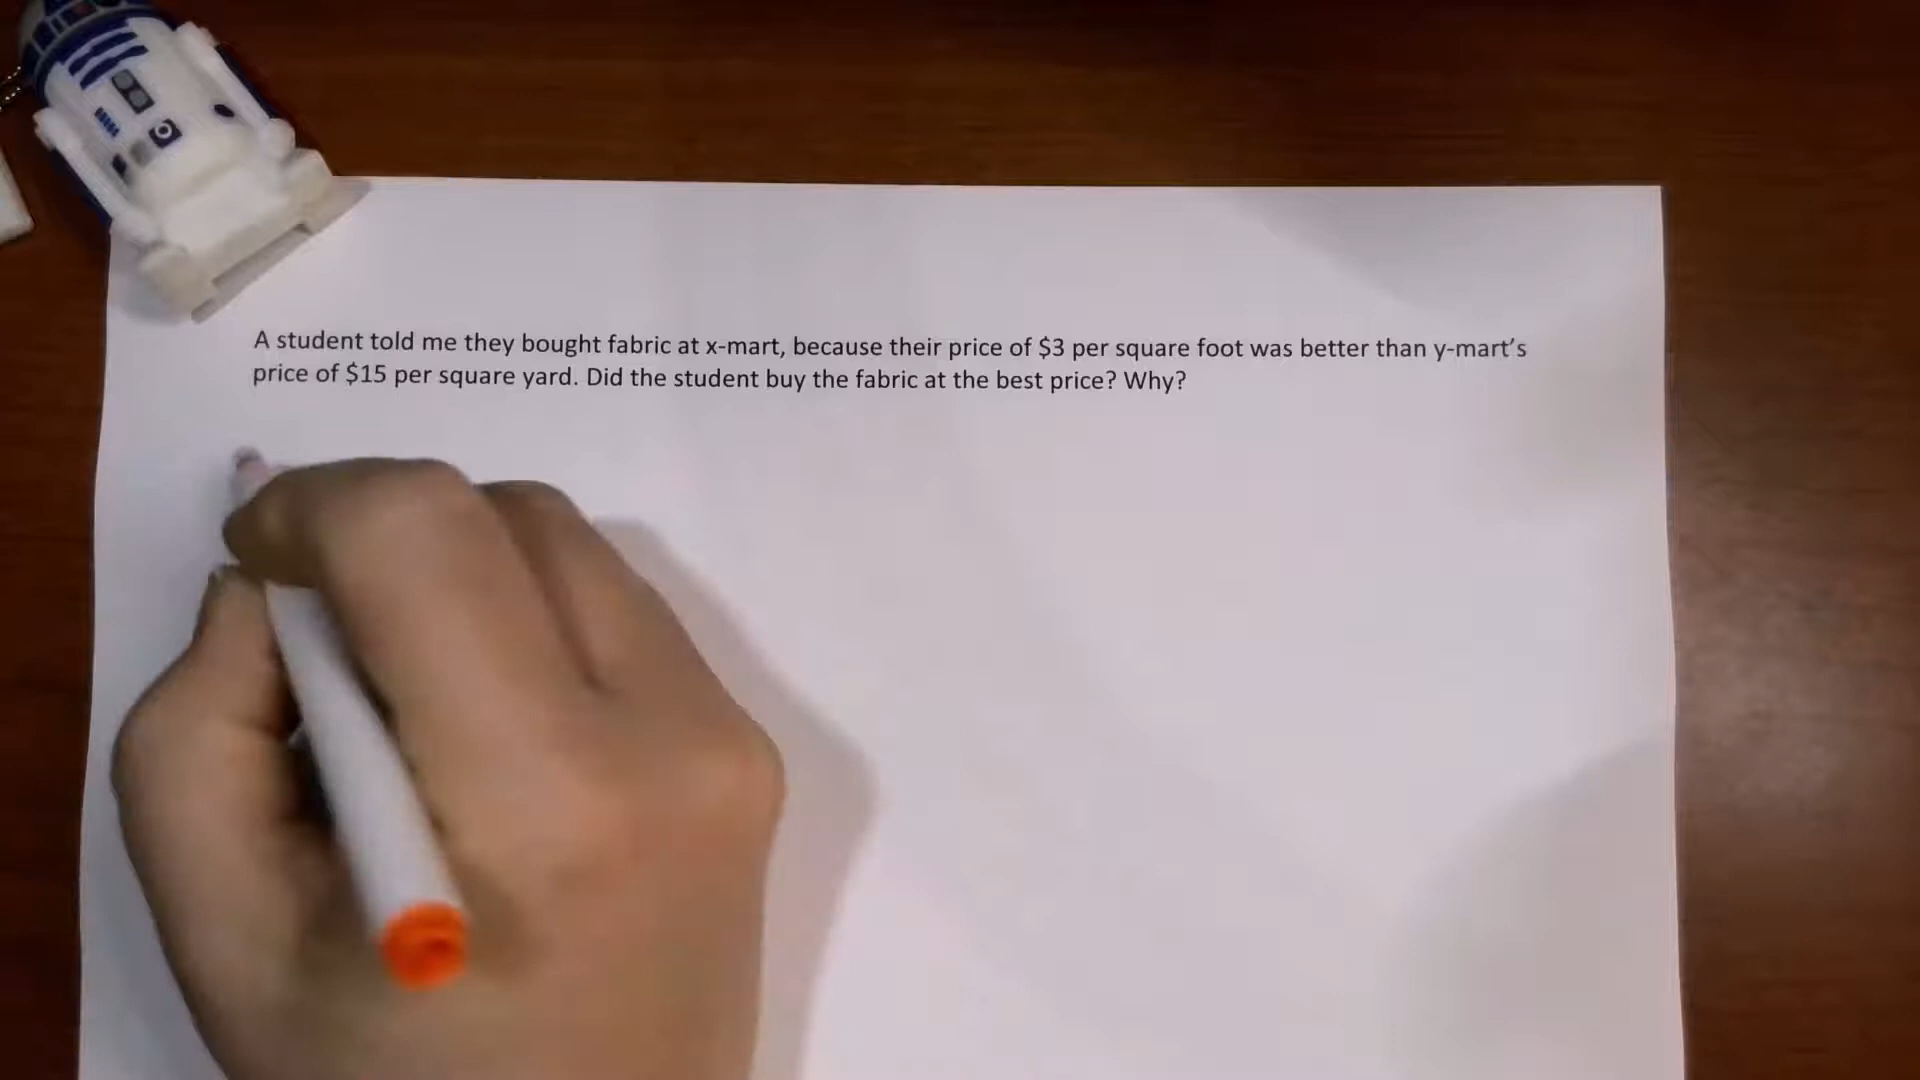 A student told me they bought fabric at x-mart, because their price of $3 per square foot was better than y-mart's
price of $15 per square yard. Did the student buy the fabric at the best price? Why?